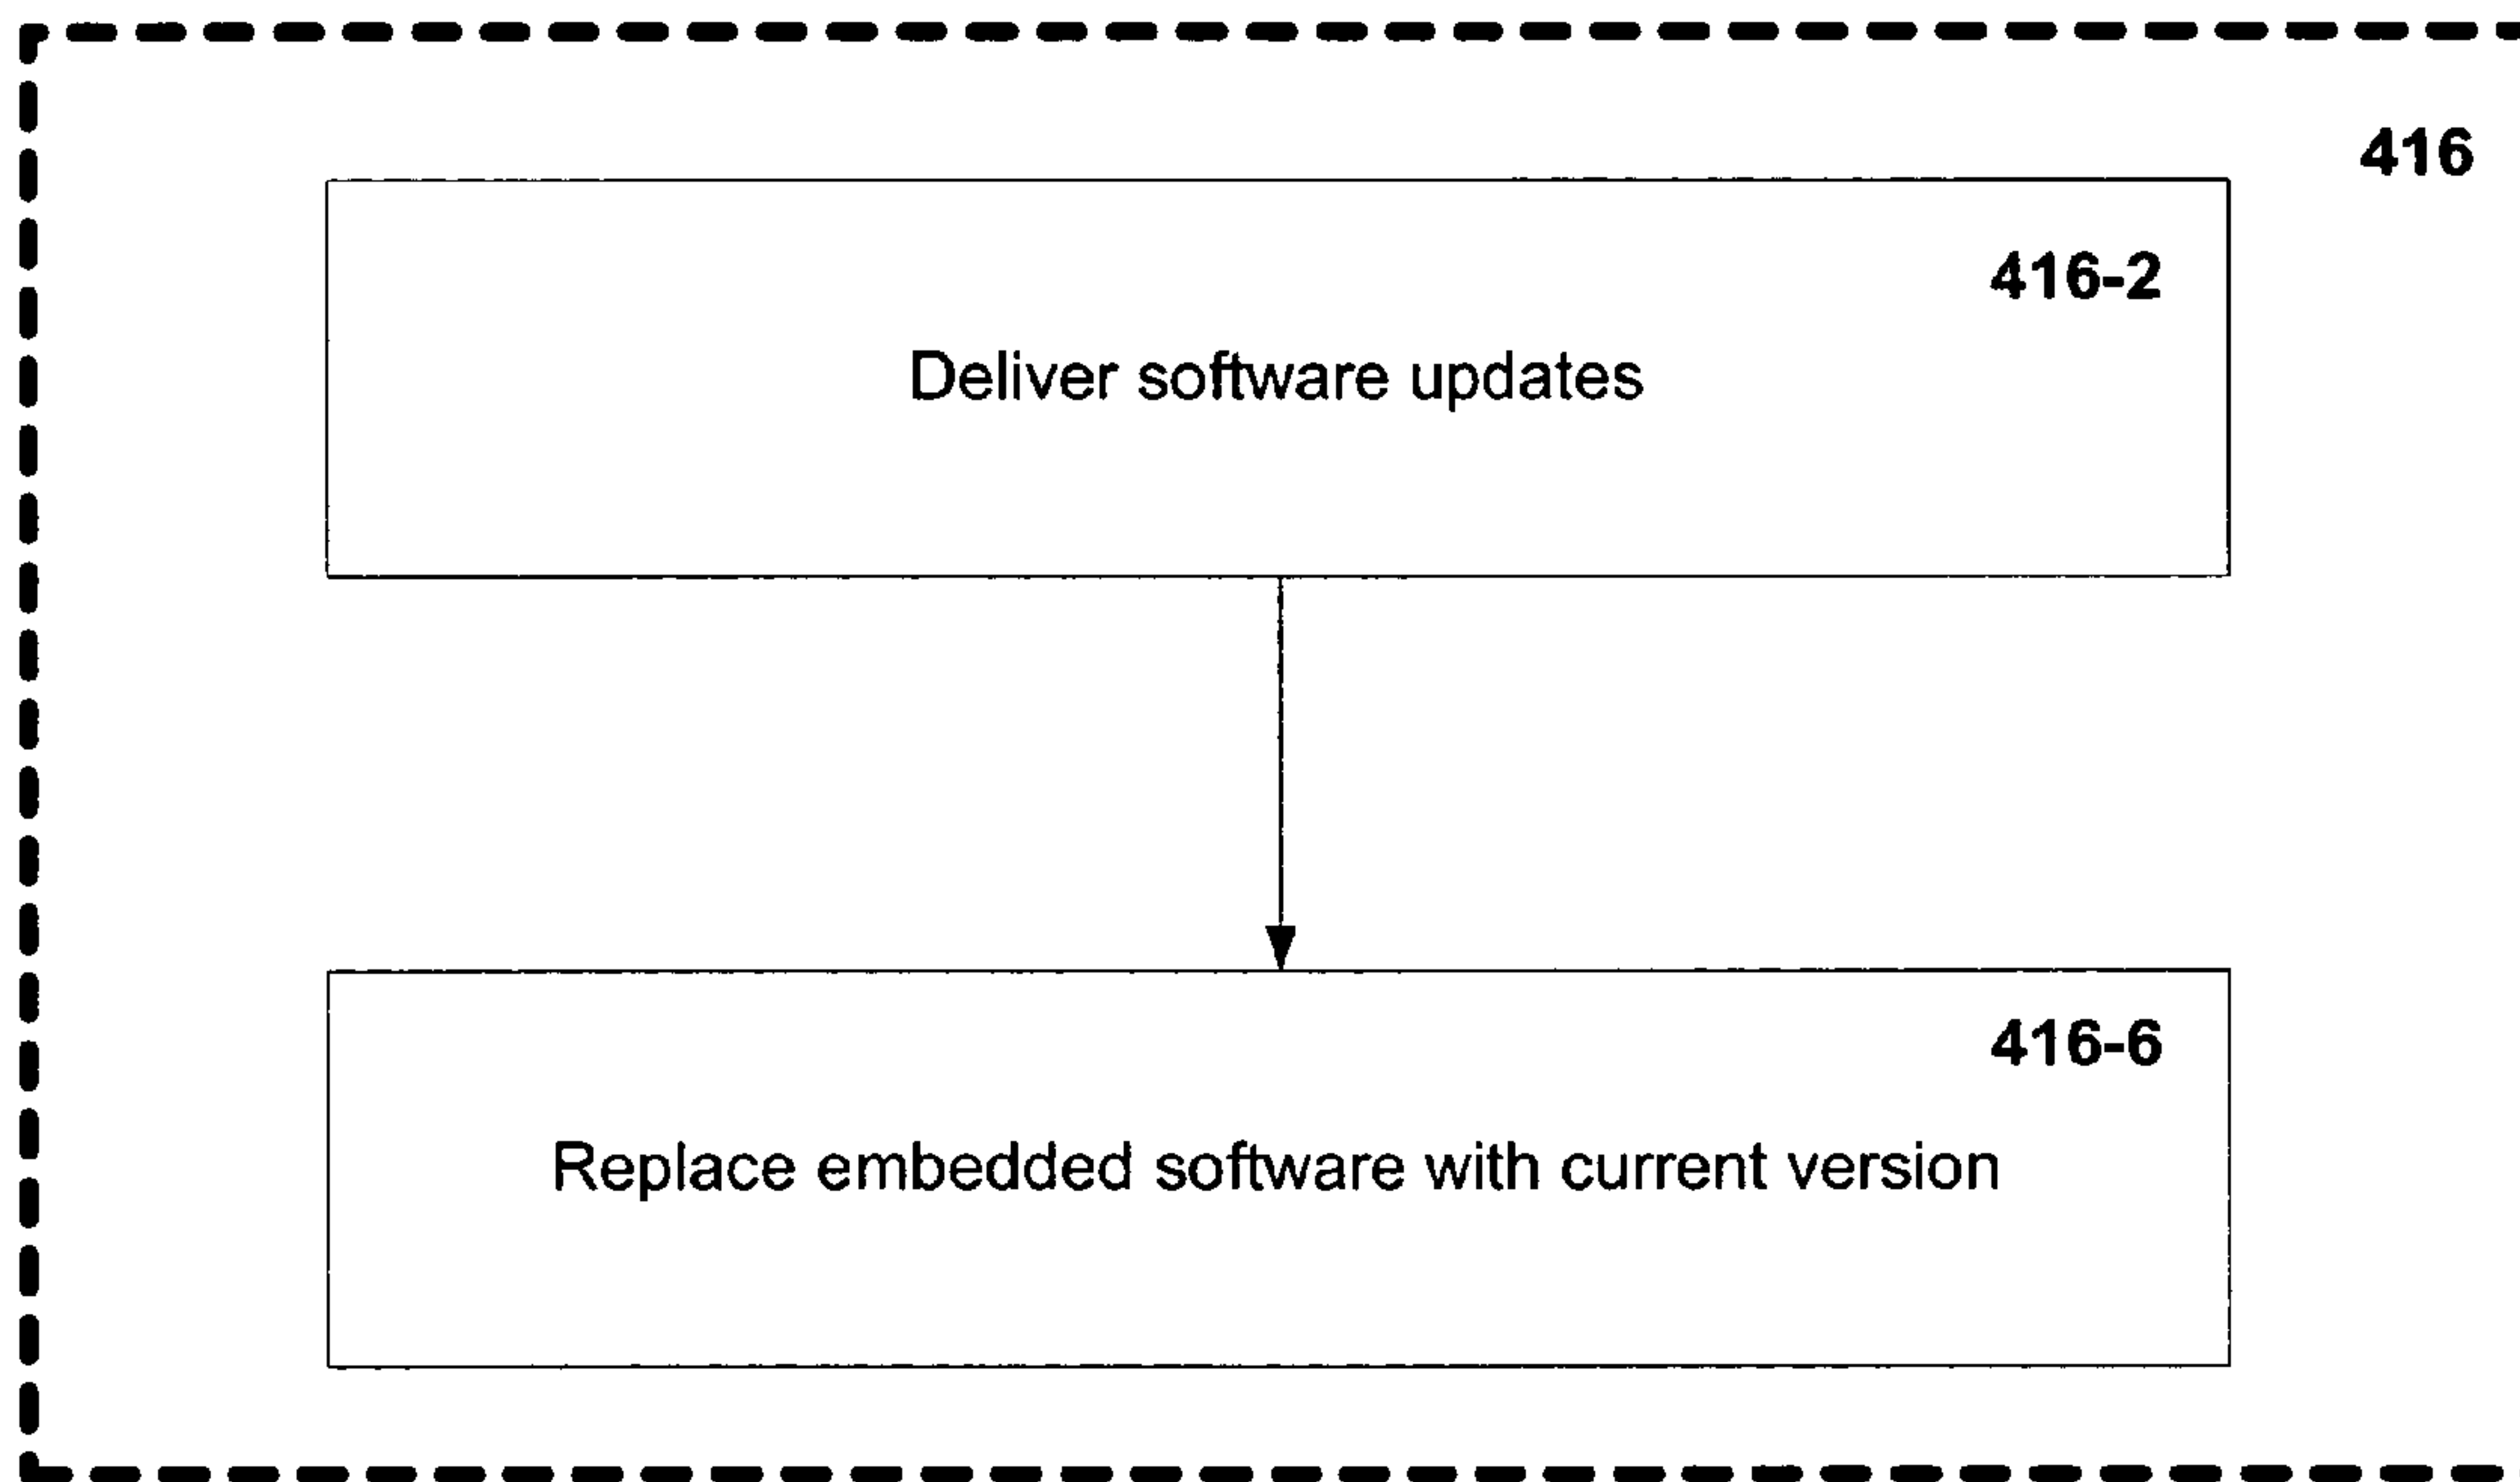 416
416-2
Deliver software updates
416-6
Replace embedded software with current version